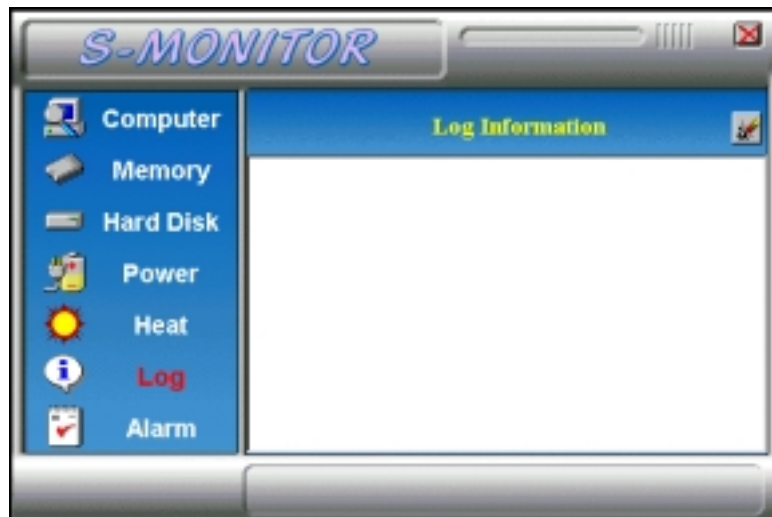 S-MONITOR
Computer
Memory
Hard Disk
Power
Heat
Log
Alarm
Log Information